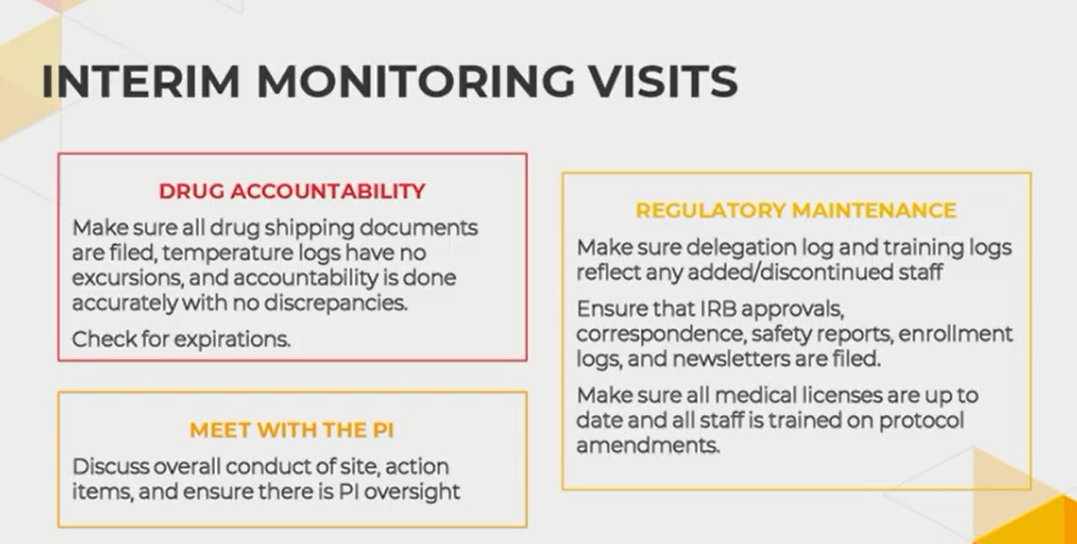 INTERIM MONITORING VISITS
DRUG ACCOUNTABILITY
Make sure all drug shipping documents
are filed, temperature logs have no
excursions, and accountability is done
accurately with no discrepancies.
Check for expirations.
MEET WITH THE PI
Discuss overall conduct of site, action
items, and ensure there is PI oversight
REGULATORY MAINTENANCE
Make sure delegation log and training logs
reflect any added/discontinued staff
Ensure that IRB approvals,
correspondence, safety reports, enrollment
logs, and newsletters are filed.
Make sure all medical licenses are up to
date and all staff is trained on protocol
amendments.